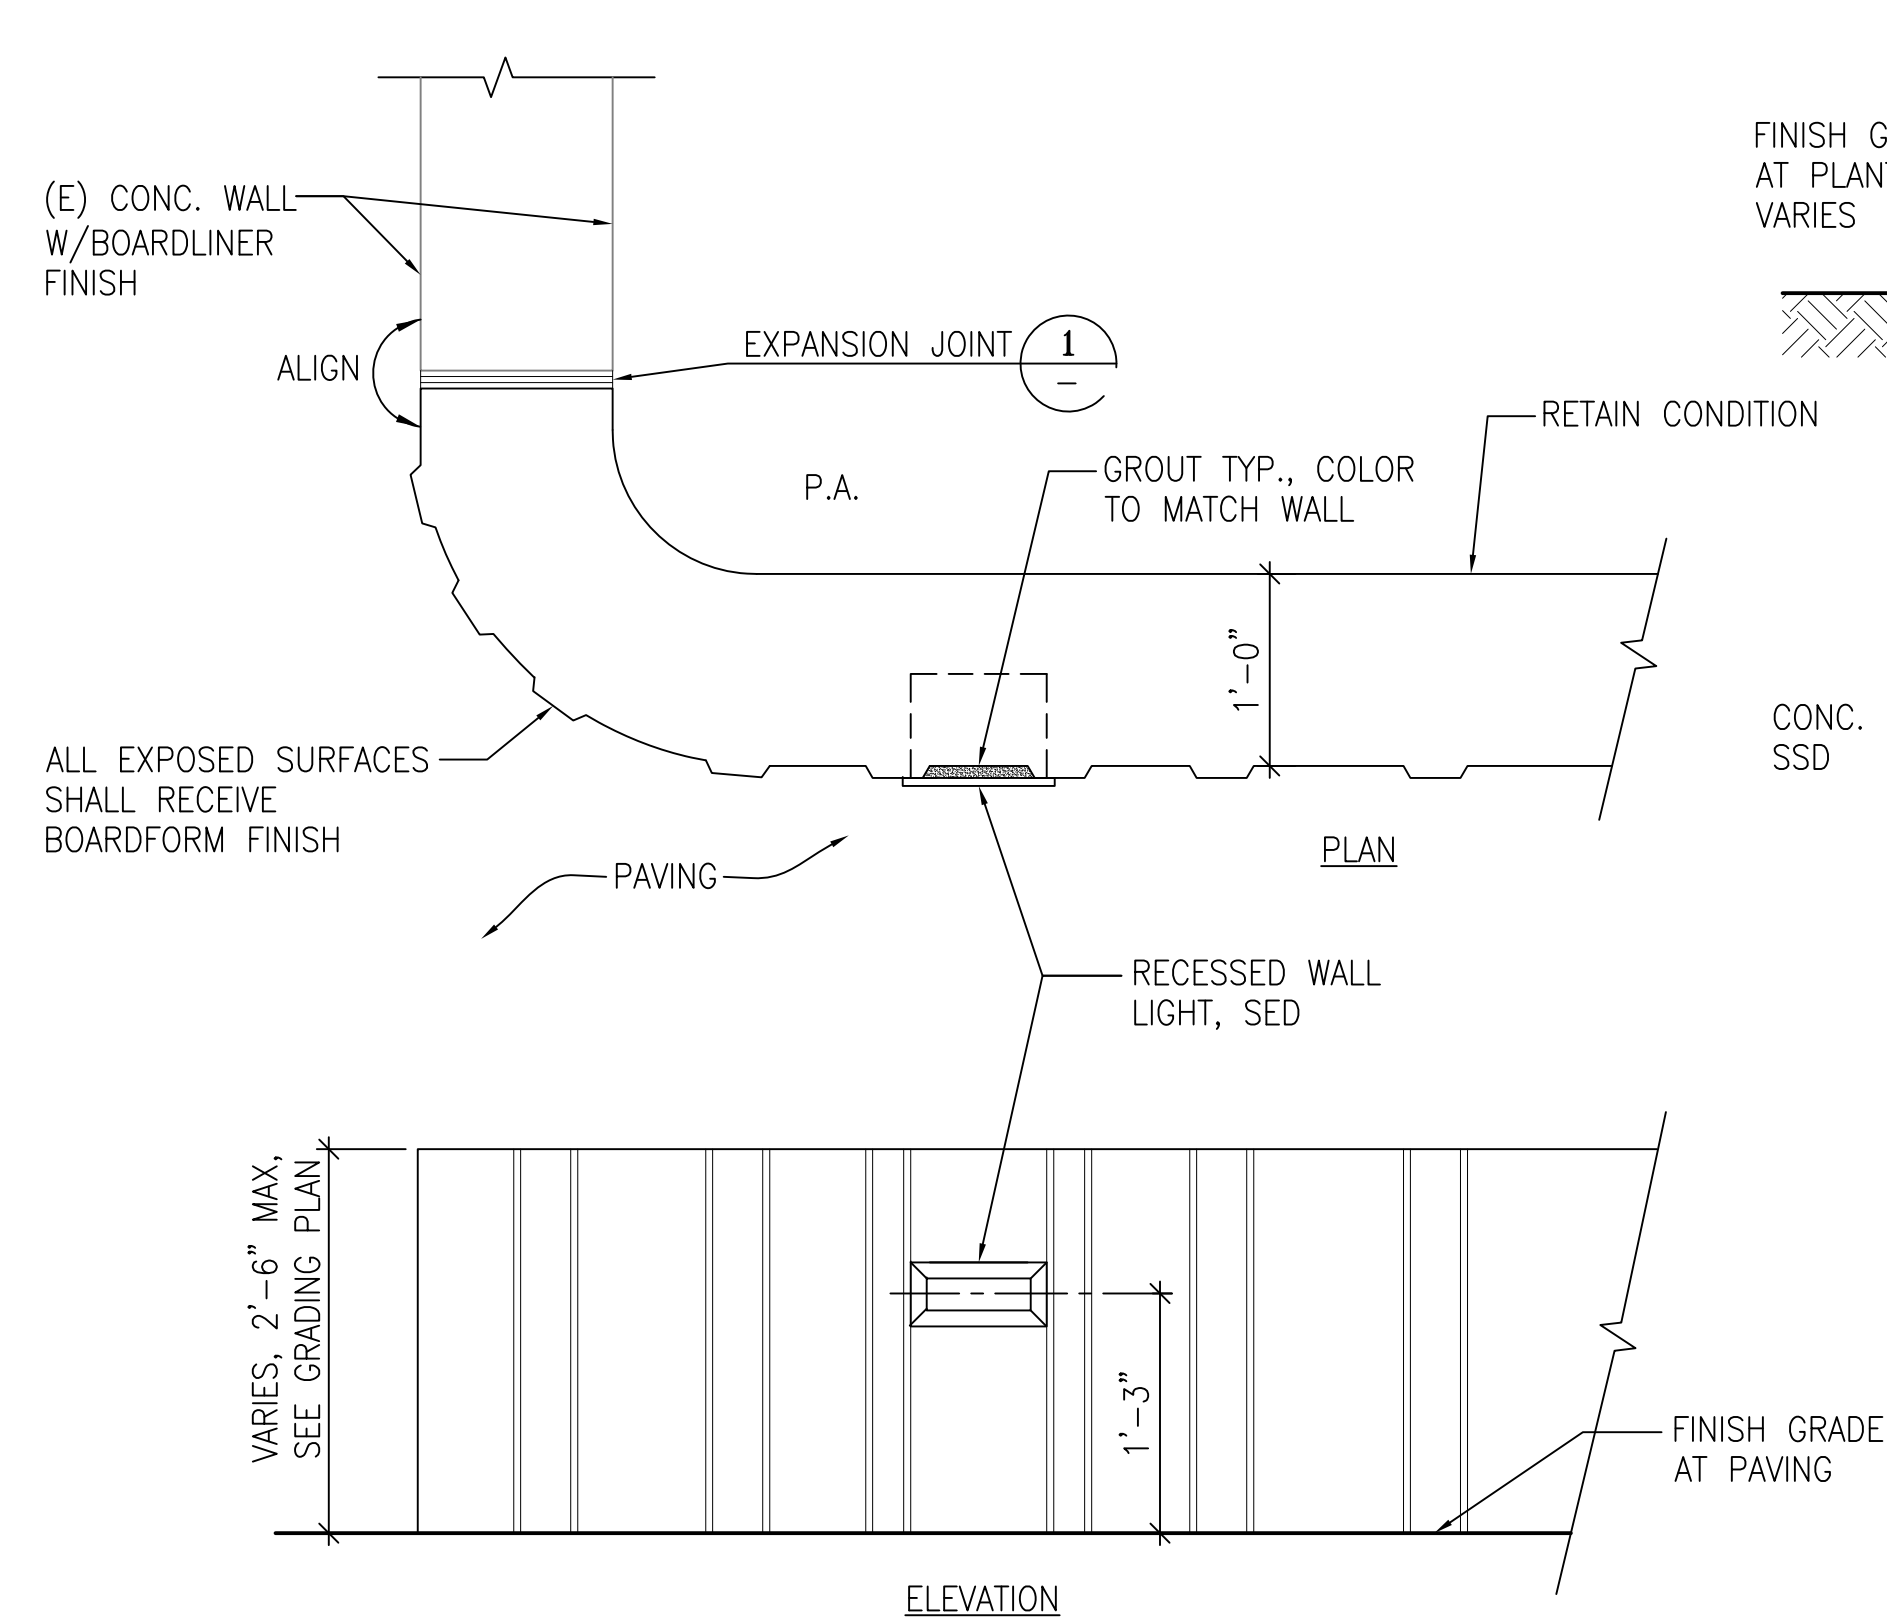 FINISH G
AT PLAN
VARIES
(E) CONC. WALL
W/BOARDLINER
FINISH
ALIGN
EXPANSION JOINT
1
–
RETAIN CONDITION
P.A.
GROUT TYP., COLOR
TO MATCH WALL
1'–0"
CONC.
SSD
ALL EXPOSED SURFACES
SHALL RECEIVE
BOARDFORM FINISH
PLAN
PAVING
RECESSED WALL
LIGHT, SED
VARIES, 2'–6" MAX,
SEE GRADING PLAN
1'–3"
FINISH GRADE
AT PAVING
ELEVATION